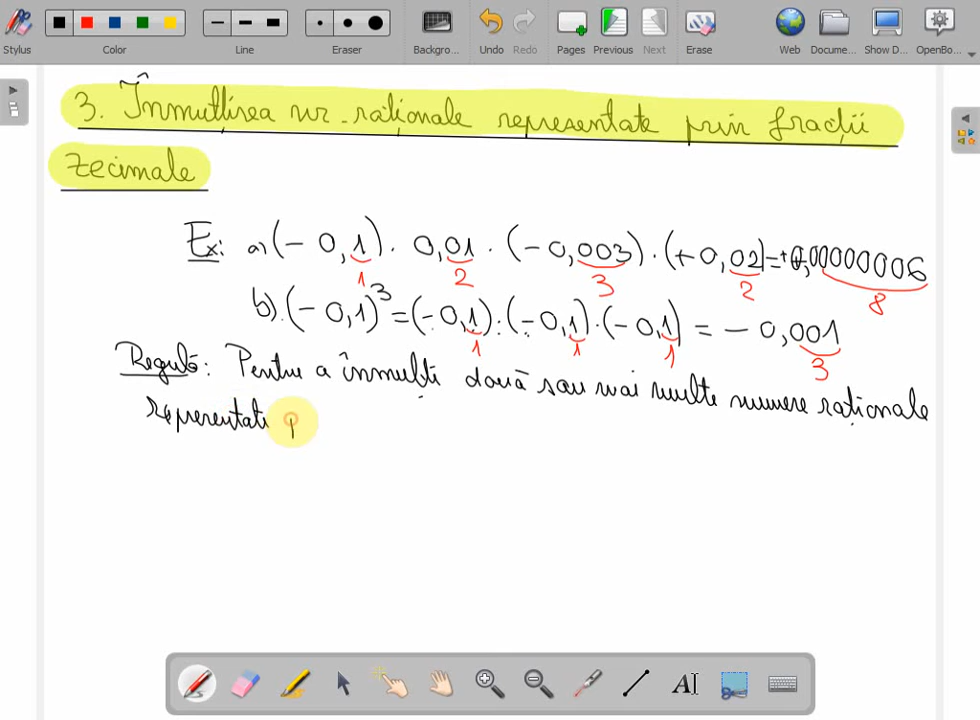 Stylus Color Line Eraser Backgro... Undo Redo Pages Previous Next Erase Web Docume... Show D... OpenBo...
3. Înmulțirea nr. raționale reprezentate prin fracții
zecimale
Ex: a) (-0,1) · 0,01 · (-0,003) · (+0,02) = +0,00000006
1 2 3 2 8
b). (-0,1)³ = (-0,1) · (-0,1) · (-0,1) = -0,001
1 1 1 3
Regulă: Pentru a înmulți două sau mai multe numere raționale
reprezentate p